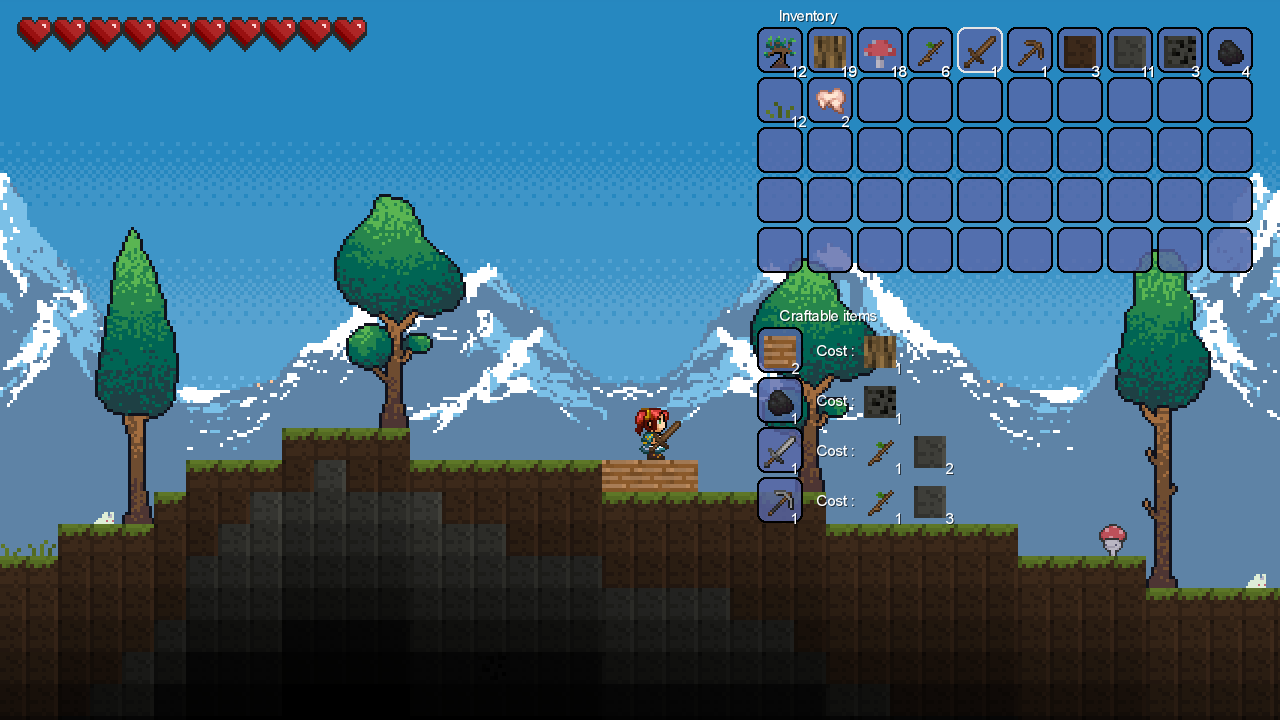 Inventory
12 19 18 6 1 1 3 11 3 4
12 2
Craftable items
2 Cost : 1
1 Cost : 1
1 Cost : 1 2
1 Cost : 1 3